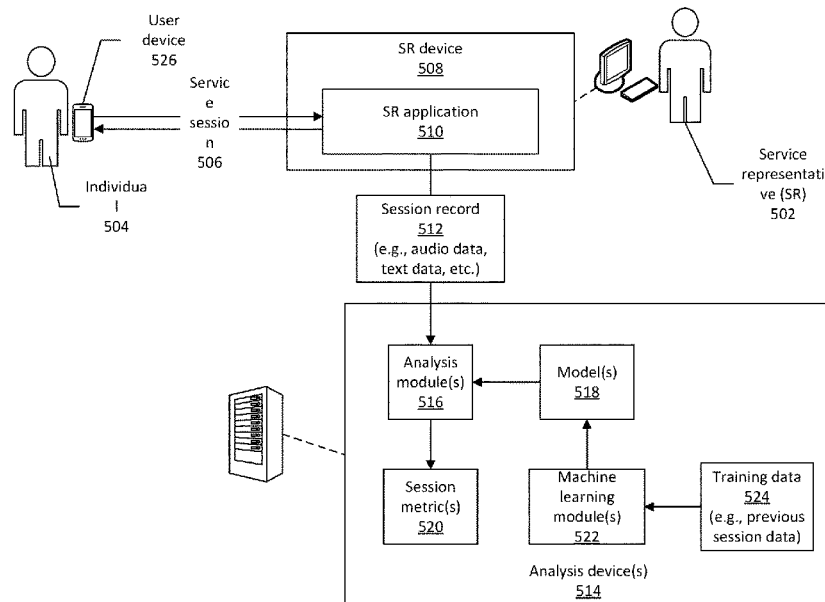 User
device
526
Servic
e
sessio
n
506
Individua
l
504
SR device
508
SR application
510
Service
representati
ve (SR)
502
Session record
512
(e.g., audio data,
text data, etc.)
Analysis
module(s)
516
Model(s)
518
Session
metric(s)
520
Machine
learning
module(s)
522
Training data
524
(e.g., previous
session data)
Analysis device(s)
514